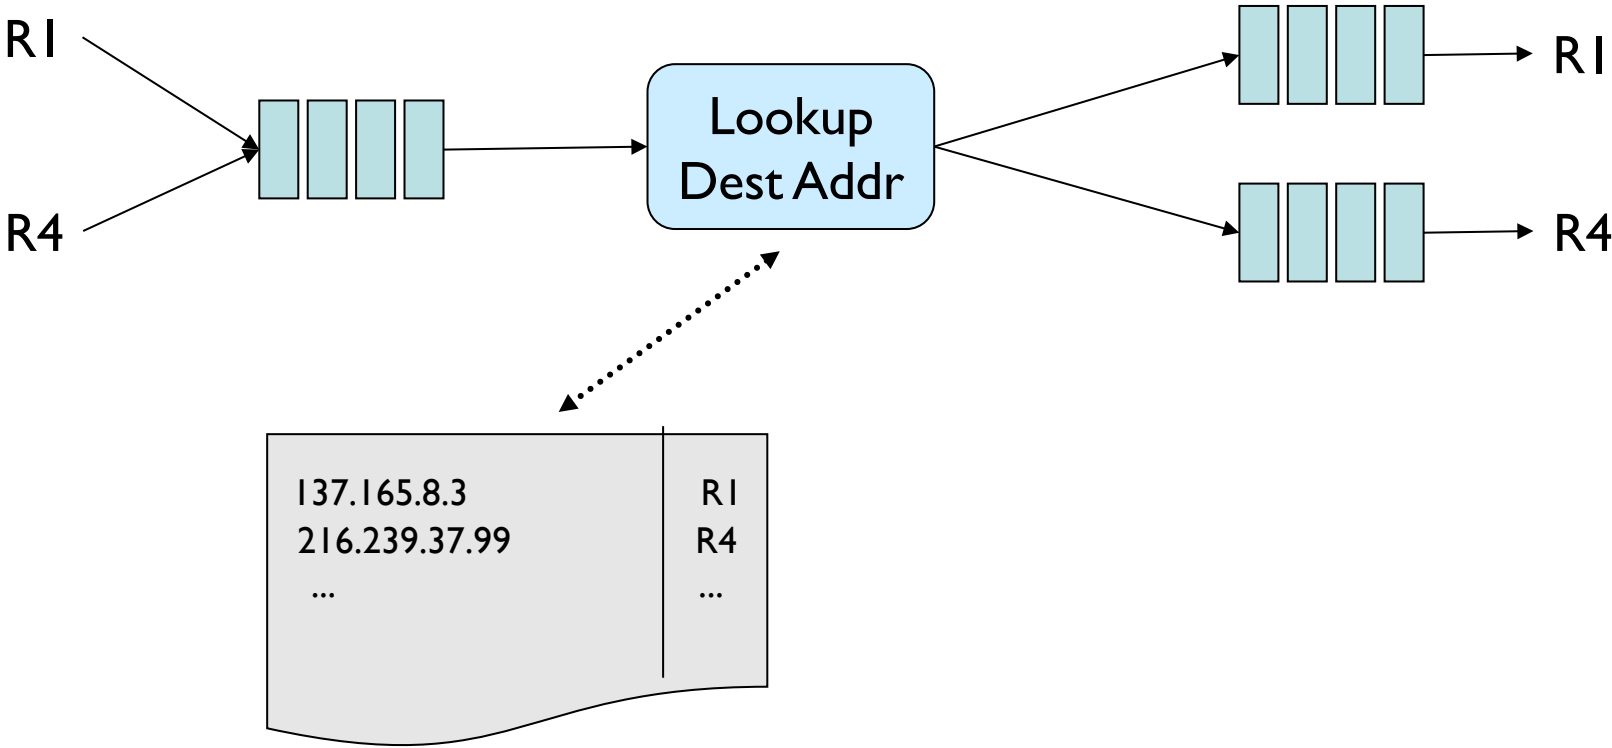 R1
R1
Lookup
Dest Addr
R4
R4
137.165.8.3 R1
216.239.37.99 R4
... ...